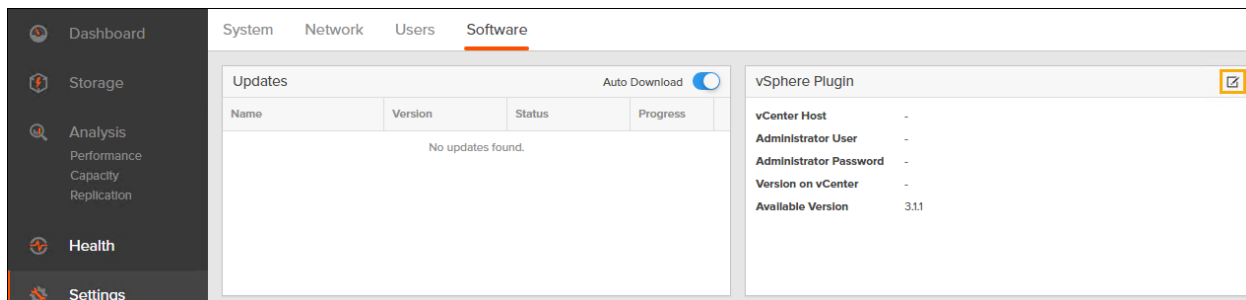 Dashboard
Storage
Analysis
Performance
Capacity
Replication
Health
Settings
System Network Users Software
Updates Auto Download
Name Version Status Progress
No updates found.
vSphere Plugin
vCenter Host -
Administrator User -
Administrator Password -
Version on vCenter -
Available Version 3.1.1